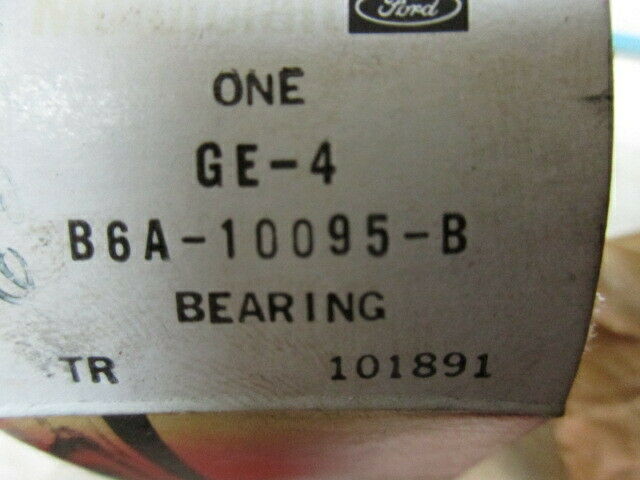 Ford
ONE
GE-4
B6A-10095-B
BEARING
TR 101891